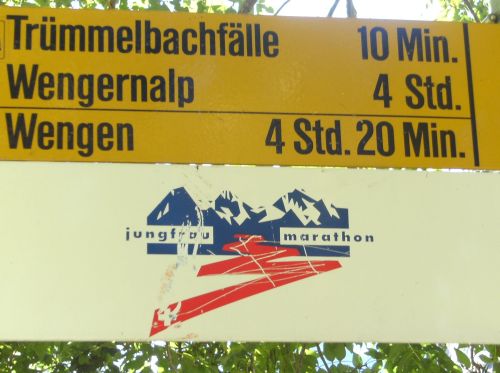 Trümmelbachfälle 10 Min.
Wengernalp 4 Std.
Wengen 4 Std. 20 Min.
jungfrau marathon